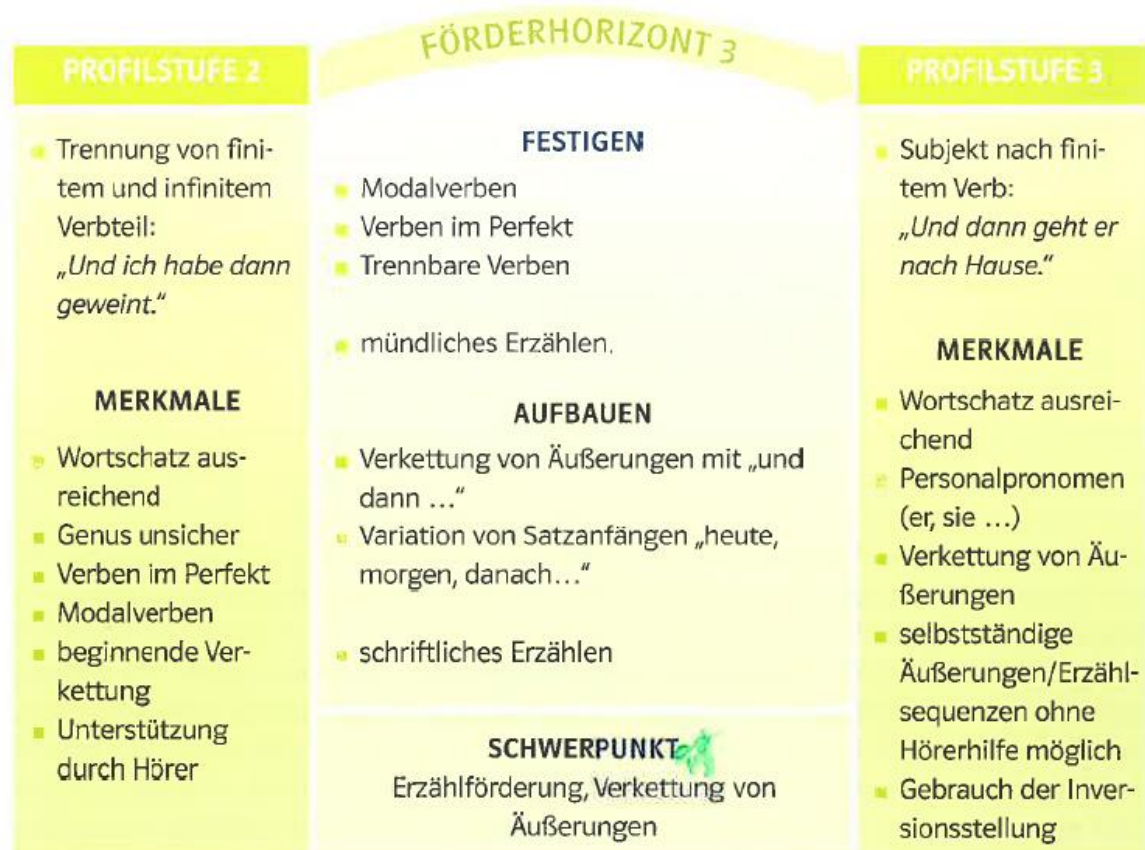 FÖRDERHORIZONT 3
PROFILSTUFE 2
Trennung von fini-
tem und infinitem
Verbteil:
„Und ich habe dann
geweint.“
MERKMALE
Wortschatz aus-
reichend
Genus unsicher
Verben im Perfekt
Modalverben
beginnende Ver-
kettung
Unterstützung
durch Hörer
FESTIGEN
Modalverben
Verben im Perfekt
Trennbare Verben
mündliches Erzählen.
AUFBAUEN
Verkettung von Äußerungen mit „und
dann ...“
Variation von Satzanfängen „heute,
morgen, danach...“
schriftliches Erzählen
SCHWERPUNKT
Erzählförderung, Verkettung von
Äußerungen
PROFILSTUFE 3
Subjekt nach fini-
tem Verb:
„Und dann geht er
nach Hause.“
MERKMALE
Wortschatz ausrei-
chend
Personalpronomen
(er, sie ...)
Verkettung von Äu-
ßerungen
selbstständige
Äußerungen/Erzähl-
sequenzen ohne
Hörerhilfe möglich
Gebrauch der Inver-
sionsstellung